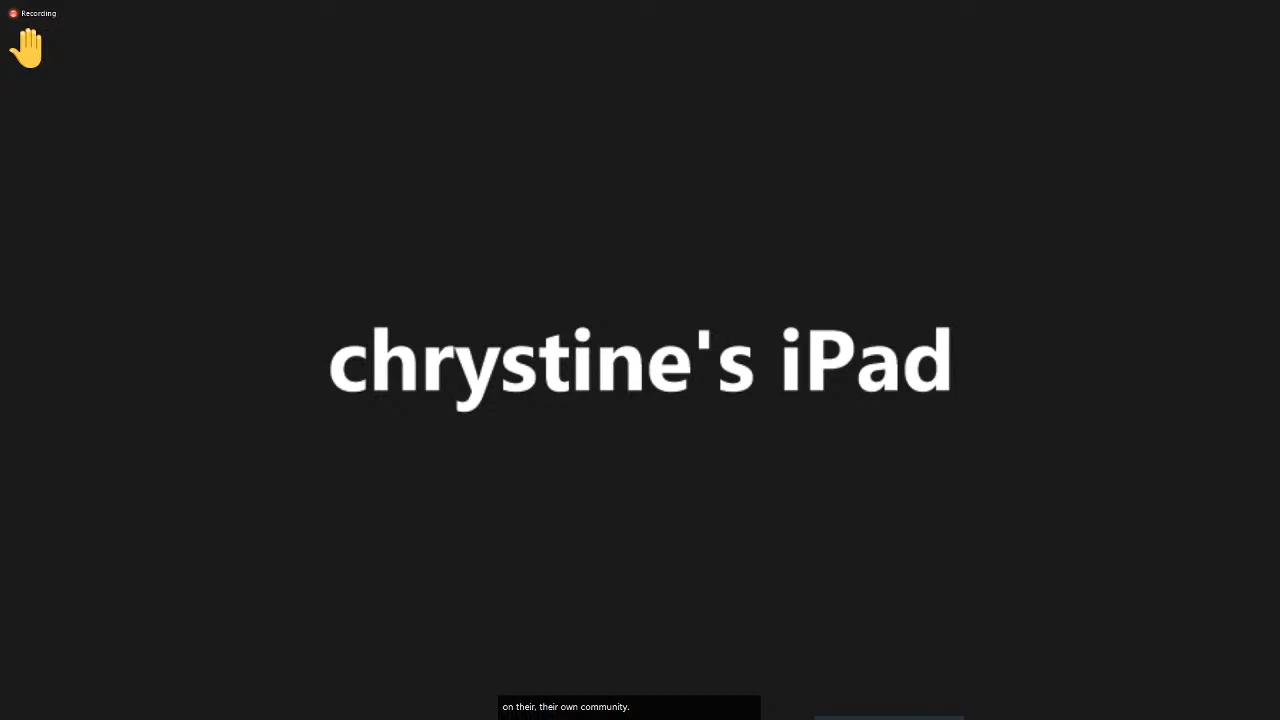 Recording
chrystine's iPad
on their, their own community.